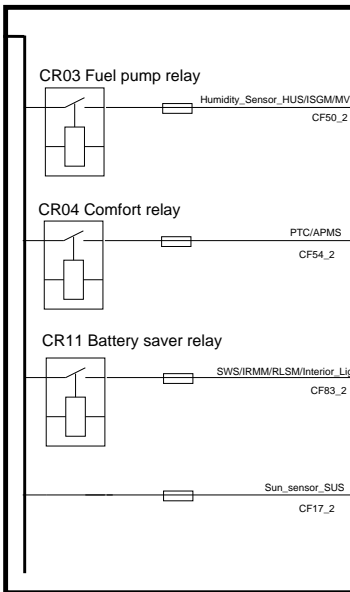 CR03 Fuel pump relay
Humidity_Sensor_HUS/ISGM/MV
CF50_2
CR04 Comfort relay
PTC/APMS
CF54_2
CR11 Battery saver relay
SWS/IRMM/RLSM/Interior_Lig
CF83_2
Sun_sensor_SUS
CF17_2